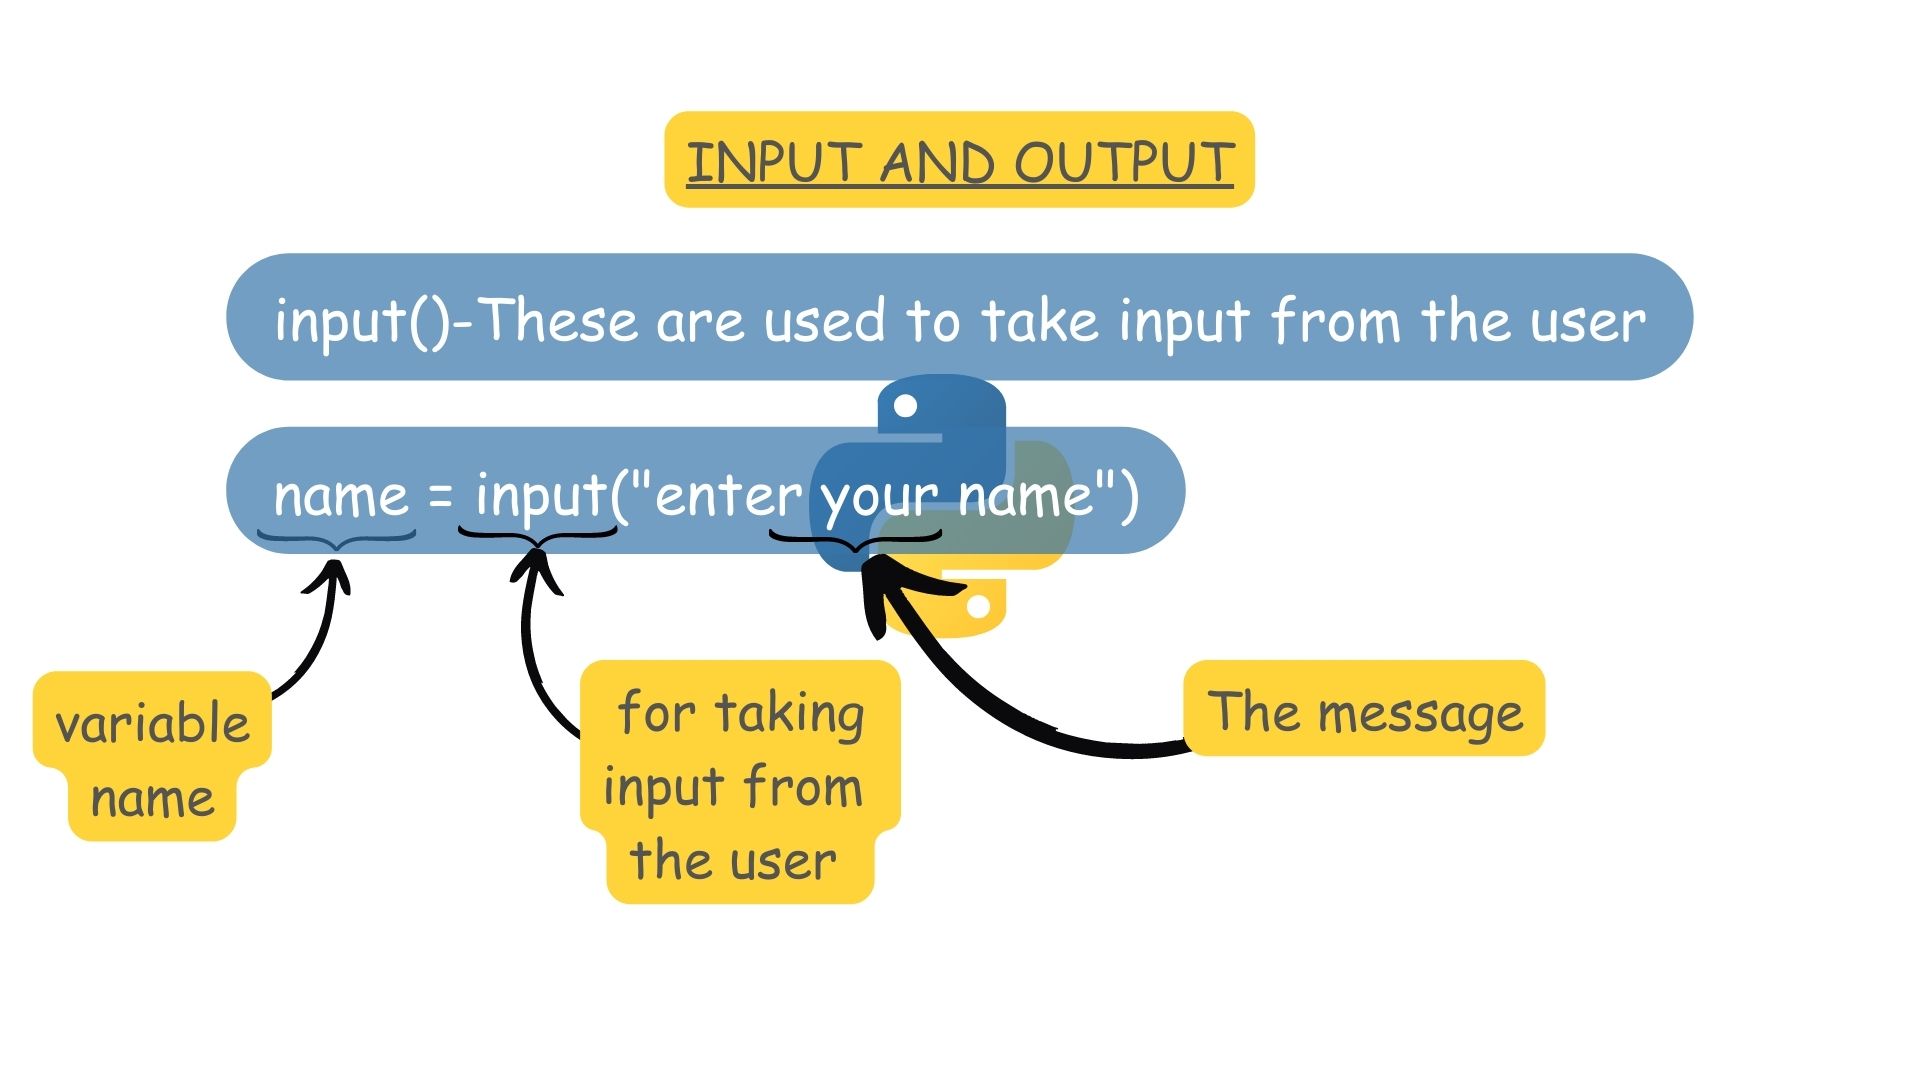 INPUT AND OUTPUT
input()-These are used to take input from the user
name = input("enter your name")
variable
name
for taking
input from
the user
The message